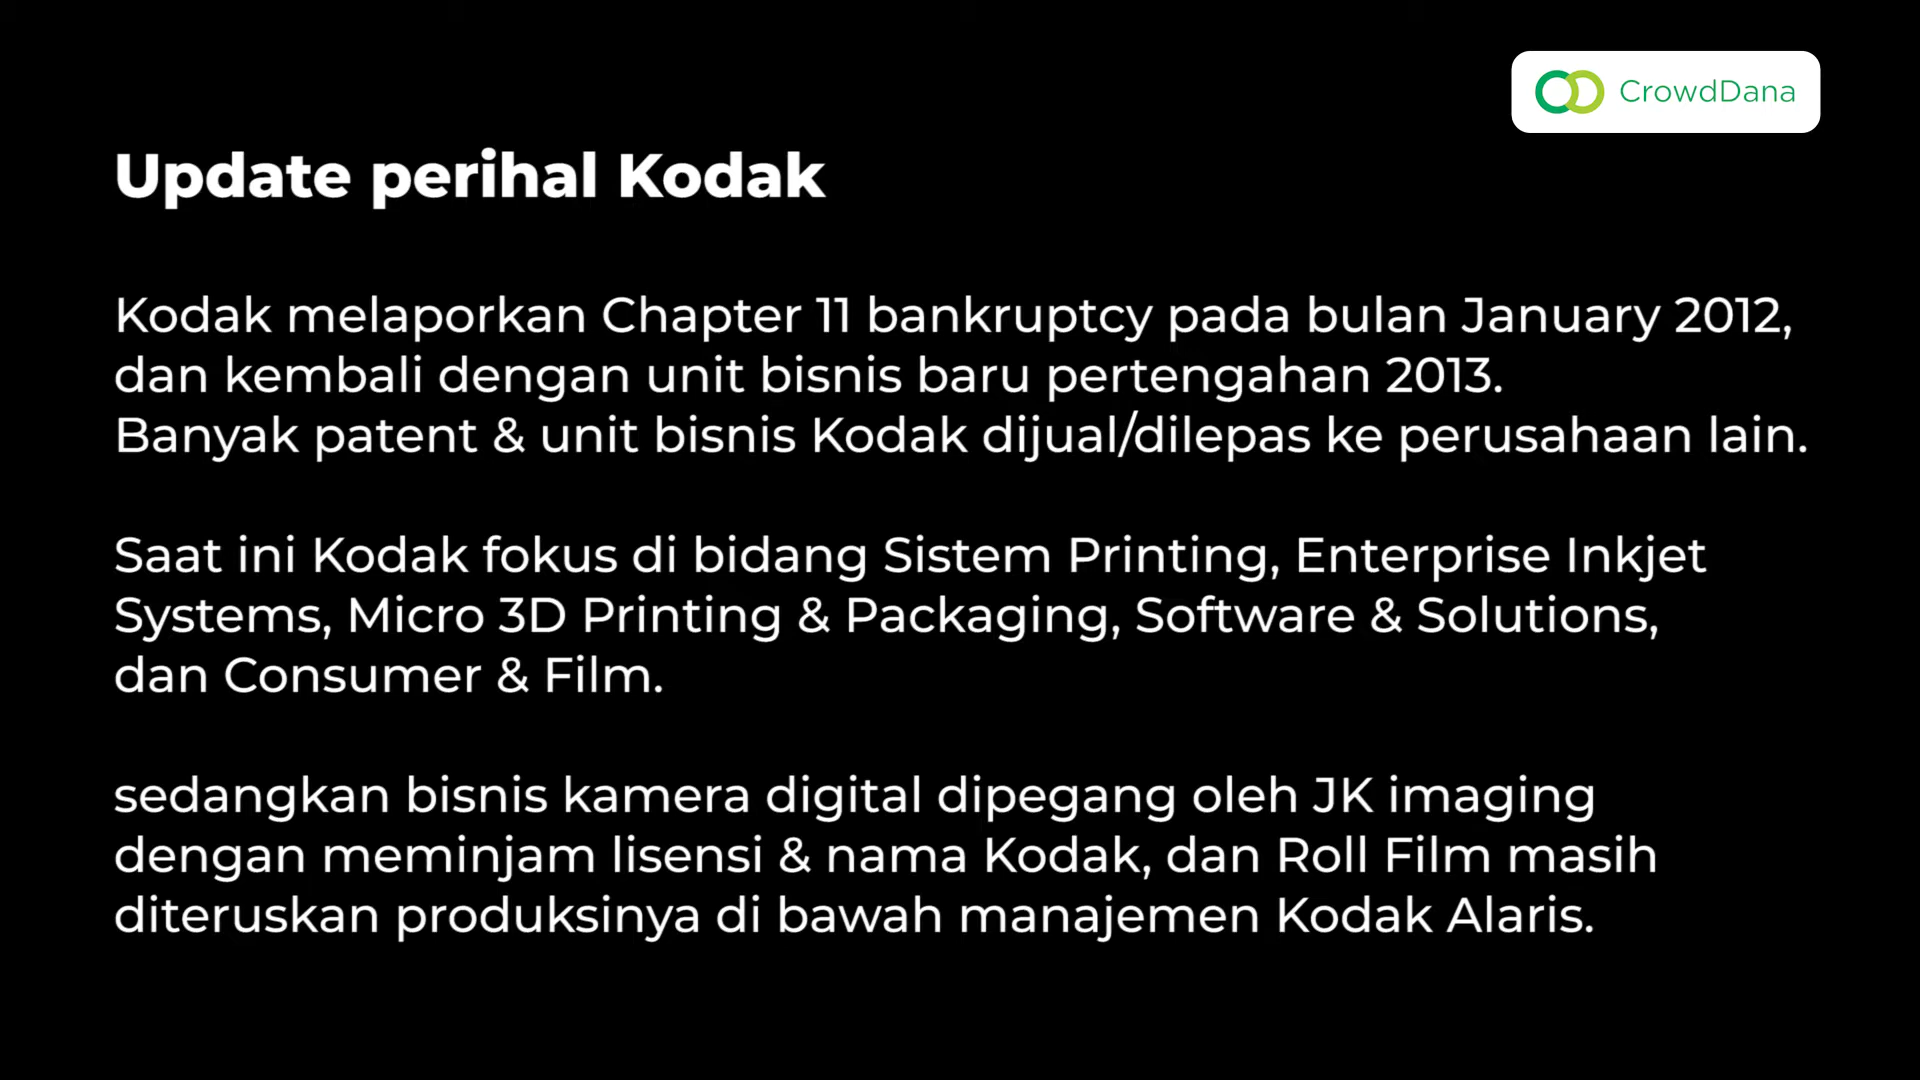 CrowdDana
Update perihal Kodak
Kodak melaporkan Chapter 11 bankruptcy pada bulan January 2012,
dan kembali dengan unit bisnis baru pertengahan 2013.
Banyak patent & unit bisnis Kodak dijual/dilepas ke perusahaan lain.
Saat ini Kodak fokus di bidang Sistem Printing, Enterprise Inkjet
Systems, Micro 3D Printing & Packaging, Software & Solutions,
dan Consumer & Film.
sedangkan bisnis kamera digital dipegang oleh JK imaging
dengan meminjam lisensi & nama Kodak, dan Roll Film masih
diteruskan produksinya di bawah manajemen Kodak Alaris.